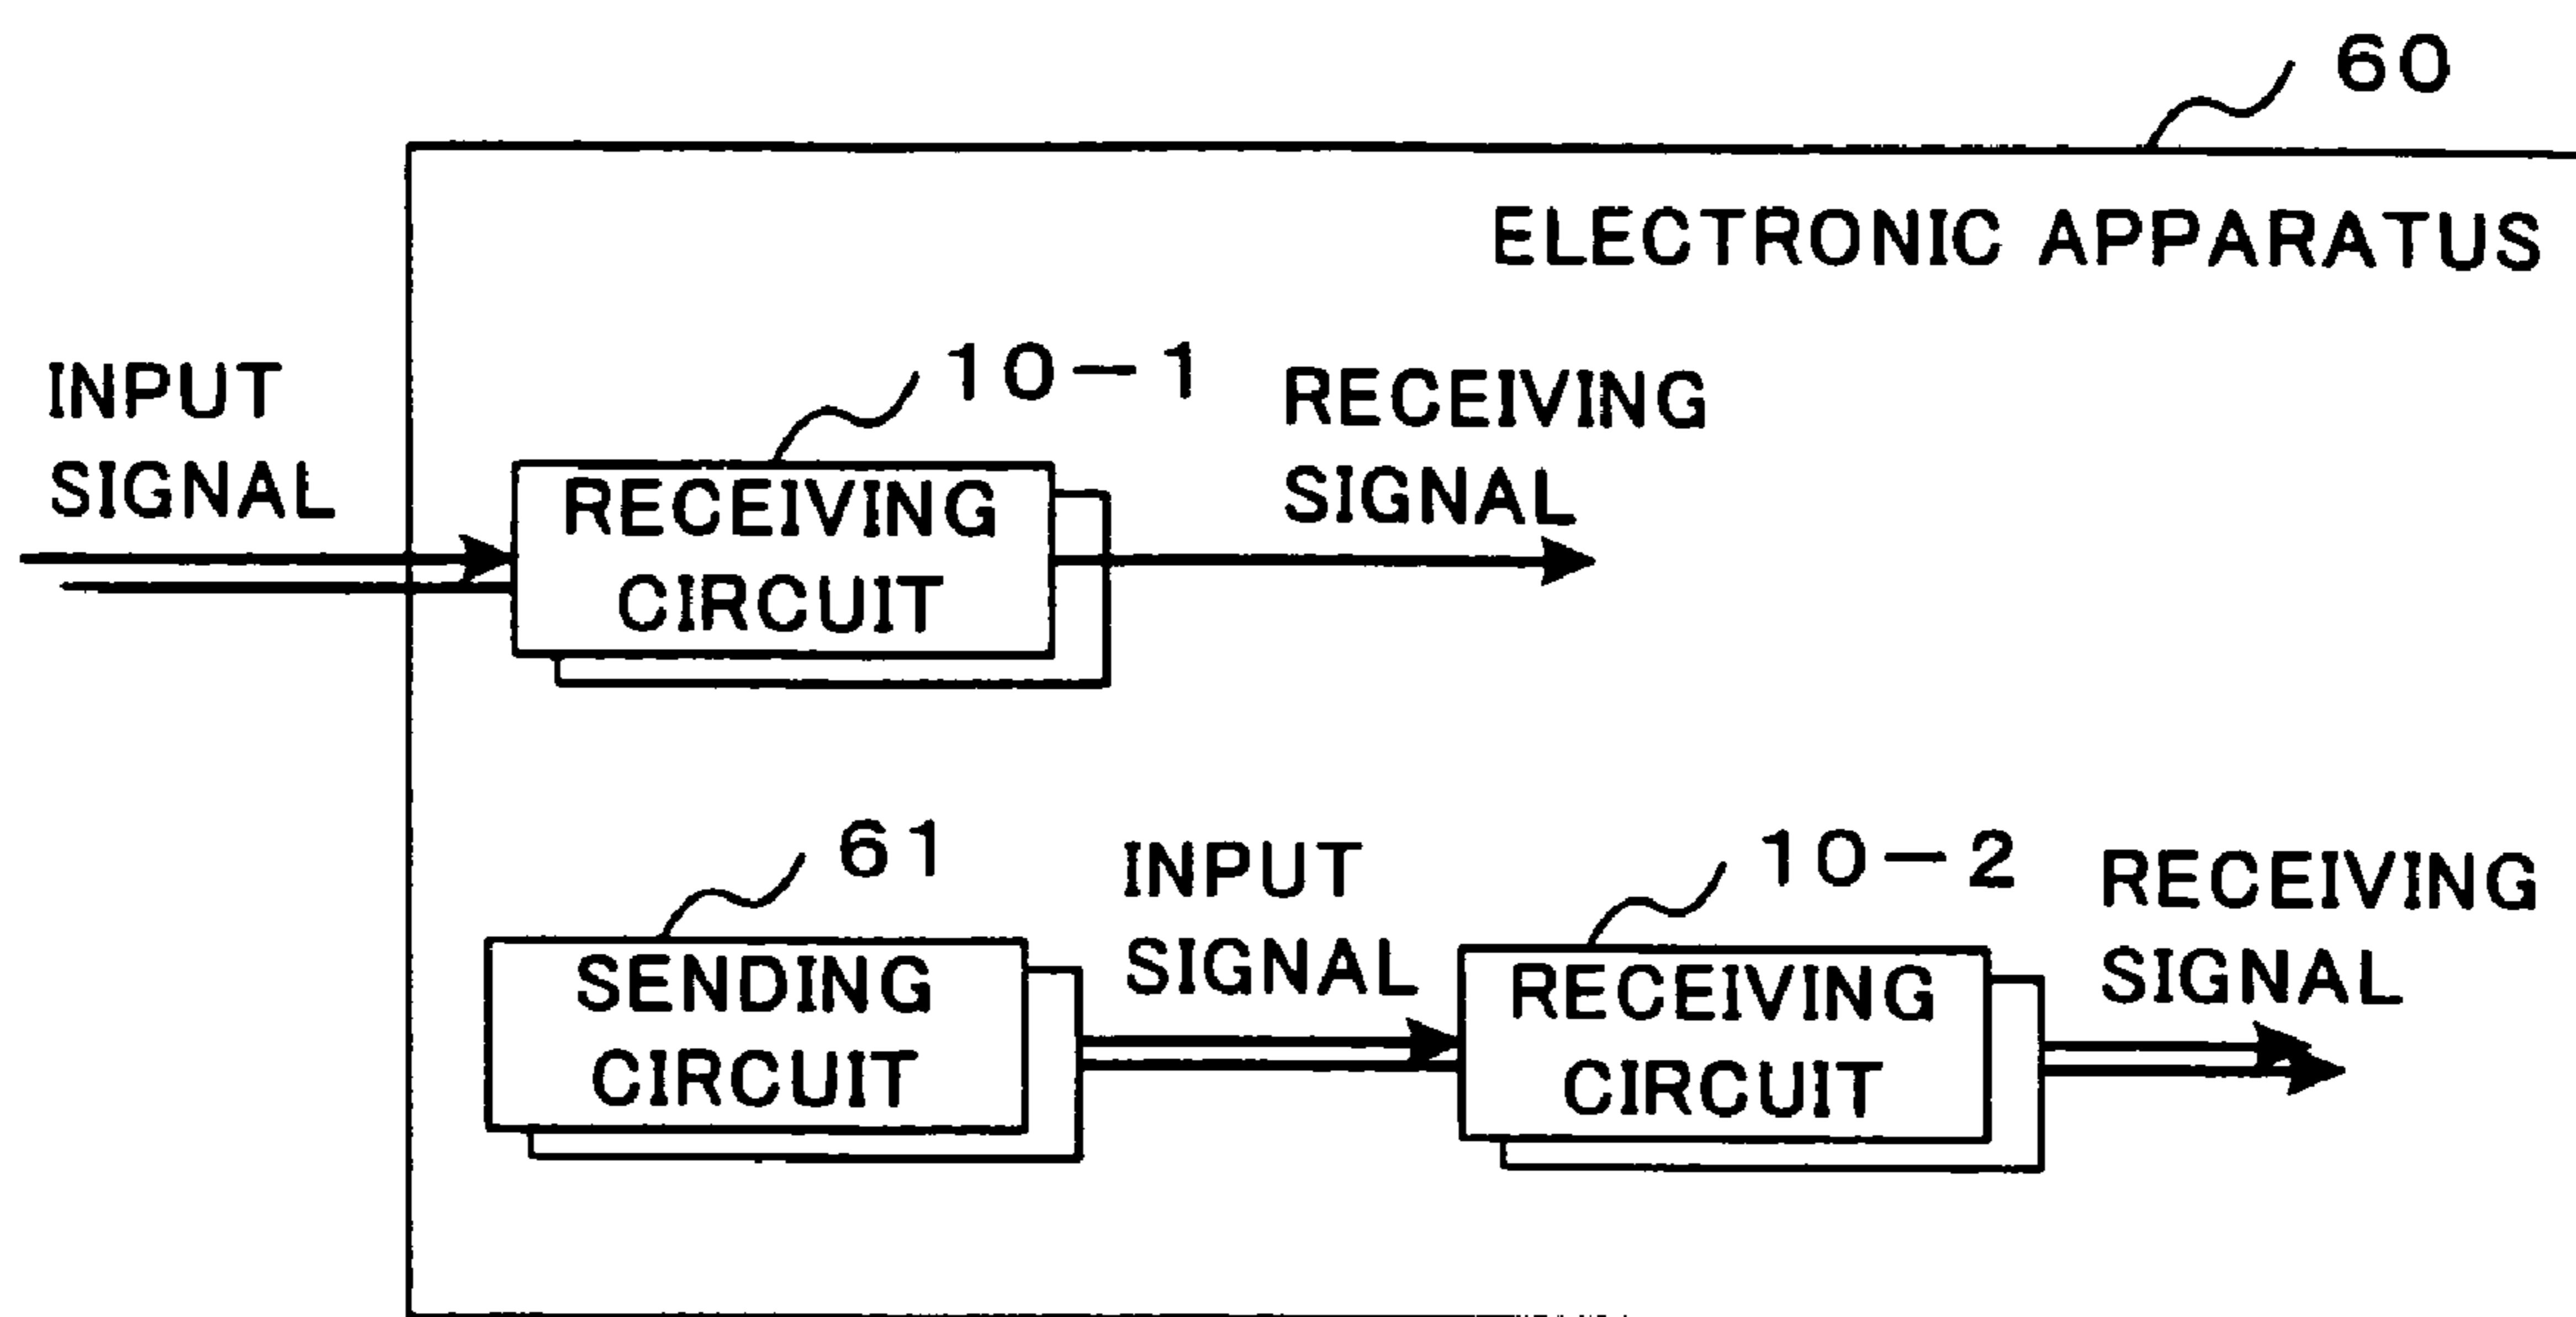 60
ELECTRONIC APPARATUS
INPUT
SIGNAL
10-1
RECEIVING
SIGNAL
RECEIVING
CIRCUIT
61
SENDING
CIRCUIT
INPUT
SIGNAL
10-2
RECEIVING
CIRCUIT
RECEIVING
SIGNAL